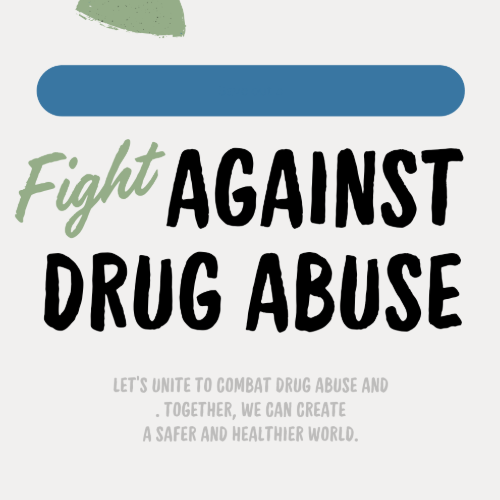 Fight AGAINST
DRUG ABUSE
LET'S UNITE TO COMBAT DRUG ABUSE AND
. TOGETHER, WE CAN CREATE
A SAFER AND HEALTHIER WORLD.